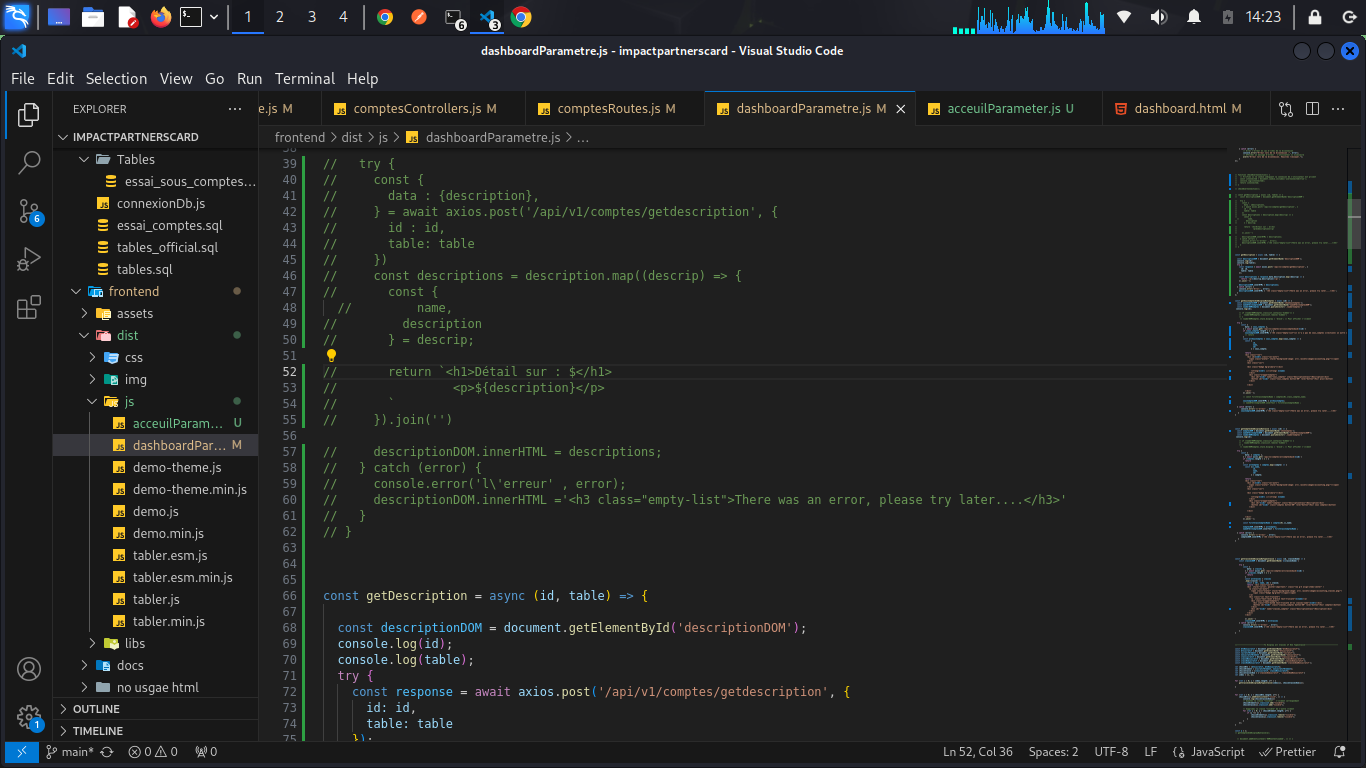 1 2 3 4 6 3 14:23
dashboardParametre.js - impactpartnerscard - Visual Studio Code
File Edit Selection View Go Run Terminal Help
EXPLORER ···
e.js M comptesControllers.js M comptesRoutes.js M dashboardParametre.js M acceuilParameter.js U dashboard.html M ···
IMPACTPARTNERSCARD
frontend > dist > js > dashboardParametre.js > ...
Tables
essai_sous_comptes...
connexionDb.js
essai_comptes.sql
tables_official.sql
tables.sql
frontend
assets
dist
css
img
js
acceuilParam... U
dashboardPar... M
demo-theme.js
demo-theme.min.js
demo.js
demo.min.js
tabler.esm.js
tabler.esm.min.js
tabler.js
tabler.min.js
libs
docs
no usgae html
OUTLINE
TIMELINE
6
1
38
39 //   try {
40 //     const {
41 //       data : {description},
42 //     } = await axios.post('/api/v1/comptes/getdescription', {
43 //       id : id,
44 //       table: table
45 //     })
46 //     const descriptions = description.map((descrip) => {
47 //       const {
48   //         name,
49 //         description
50 //       } = descrip;
51
52 //       return `<h1>Détail sur : $</h1>
53 //                <p>${description}</p>
54 //       `
55 //     }).join('')
56
57 //     descriptionDOM.innerHTML = descriptions;
58 //   } catch (error) {
59 //     console.error('l\'erreur' , error);
60 //     descriptionDOM.innerHTML ='<h3 class="empty-list">There was an error, please try later....</h3>'
61 //   }
62 // }
63
64
65
66 const getDescription = async (id, table) => {
67
68   const descriptionDOM = document.getElementById('descriptionDOM');
69   console.log(id);
70   console.log(table);
71   try {
72     const response = await axios.post('/api/v1/comptes/getdescription', {
73       id: id,
74       table: table
75     });
main* 0 0 0 Ln 52, Col 36 Spaces: 2 UTF-8 LF JavaScript Prettier